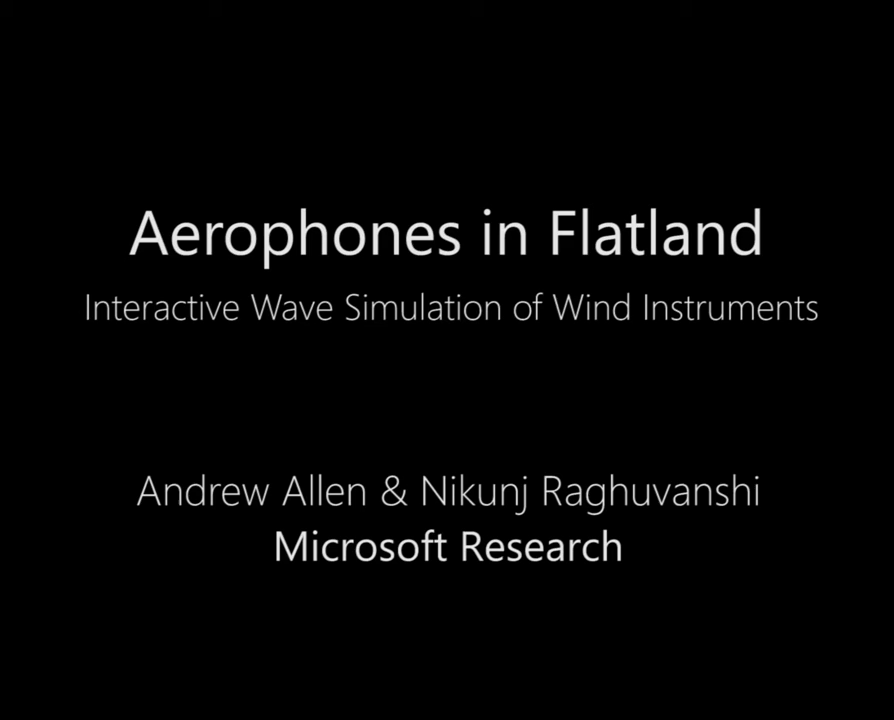 Aerophones in Flatland
Interactive Wave Simulation of Wind Instruments
Andrew Allen & Nikunj Raghuvanshi
Microsoft Research